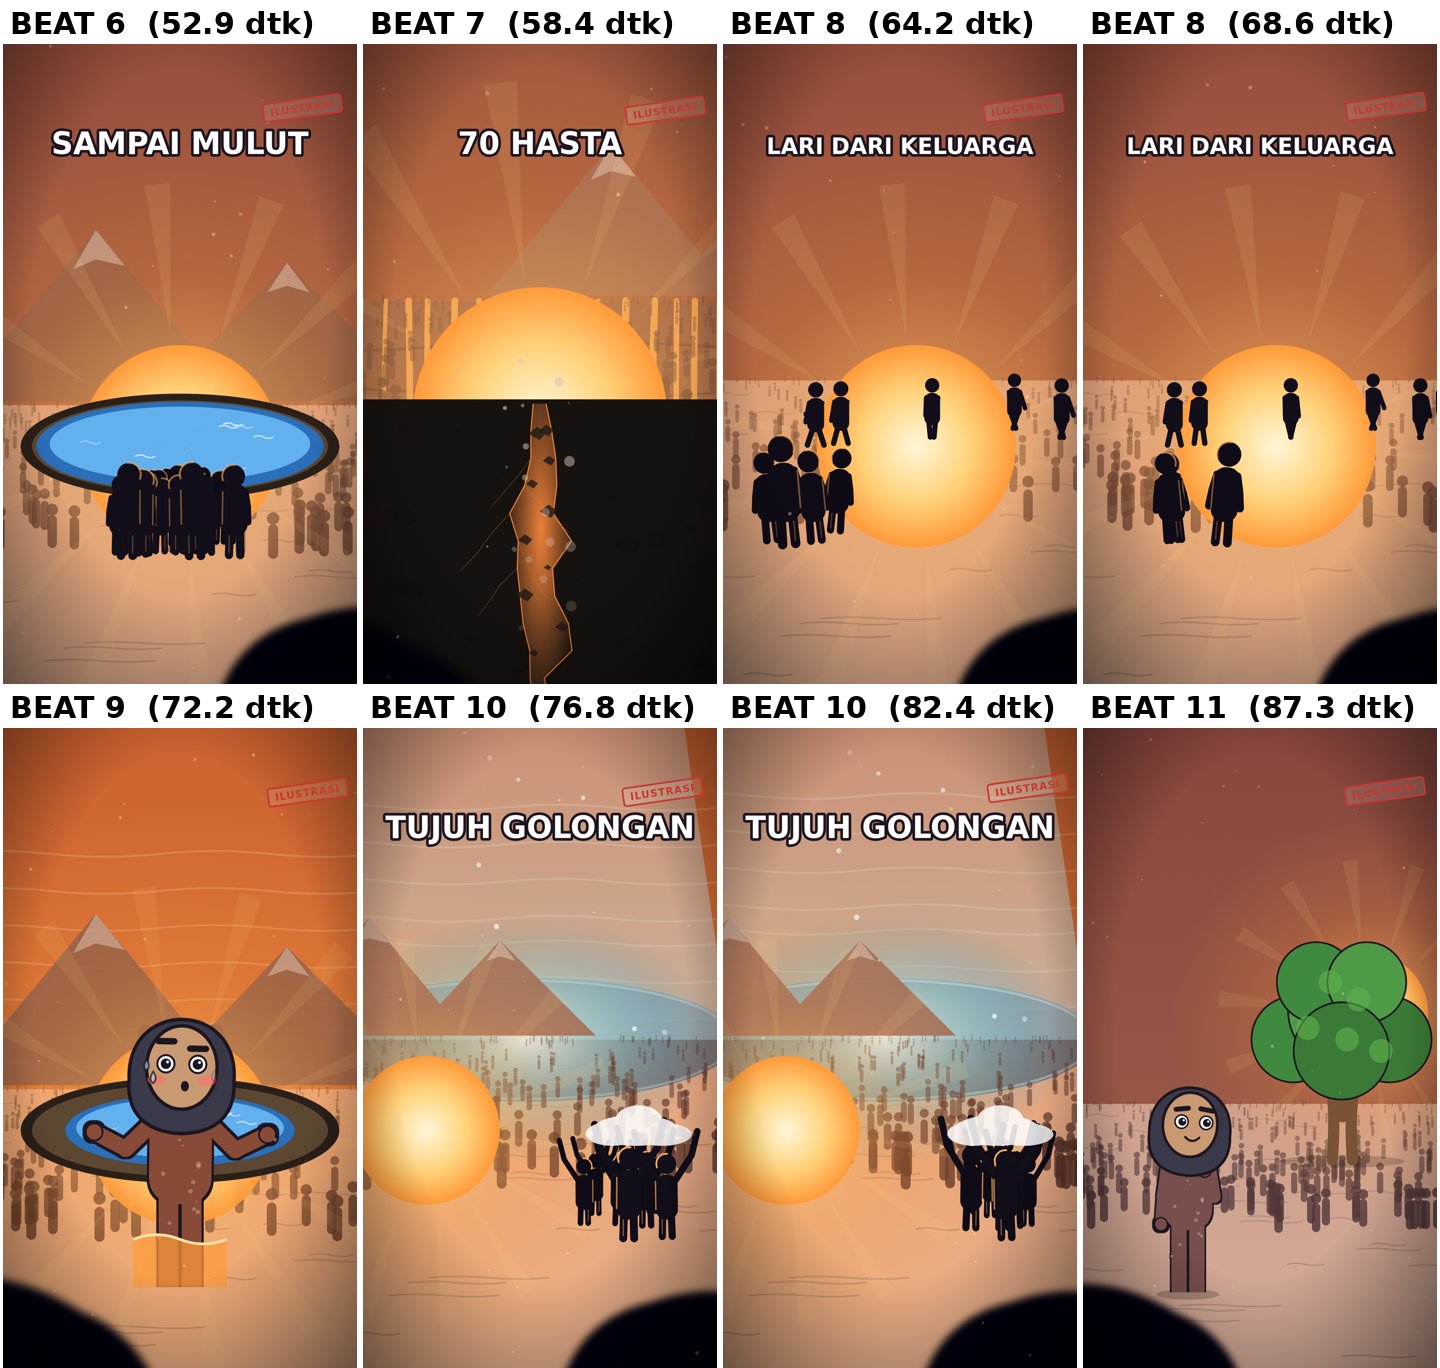 BEAT 6 (52.9 dtk)
BEAT 7 (58.4 dtk)
BEAT 8 (64.2 dtk)
BEAT 8 (68.6 dtk)
ILUSTRASI
SAMPAI MULUT
ILUSTRASI
70 HASTA
ILUSTRASI
LARI DARI KELUARGA
ILUSTRASI
LARI DARI KELUARGA
BEAT 9 (72.2 dtk)
BEAT 10 (76.8 dtk)
BEAT 10 (82.4 dtk)
BEAT 11 (87.3 dtk)
ILUSTRASI
ILUSTRASI
TUJUH GOLONGAN
ILUSTRASI
TUJUH GOLONGAN
ILUSTRASI